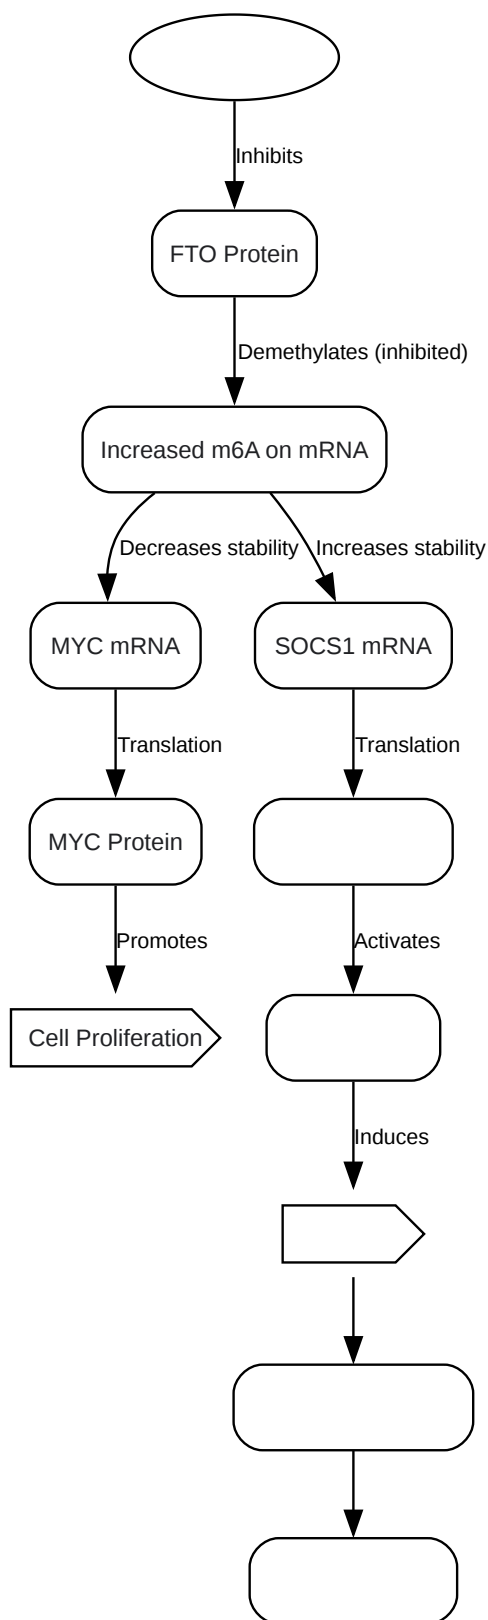 Inhibits
FTO Protein
Demethylates (inhibited)
Increased m6A on mRNA
Decreases stability
Increases stability
MYC mRNA
SOCS1 mRNA
Translation
Translation
MYC Protein
Promotes
Activates
Cell Proliferation
Induces